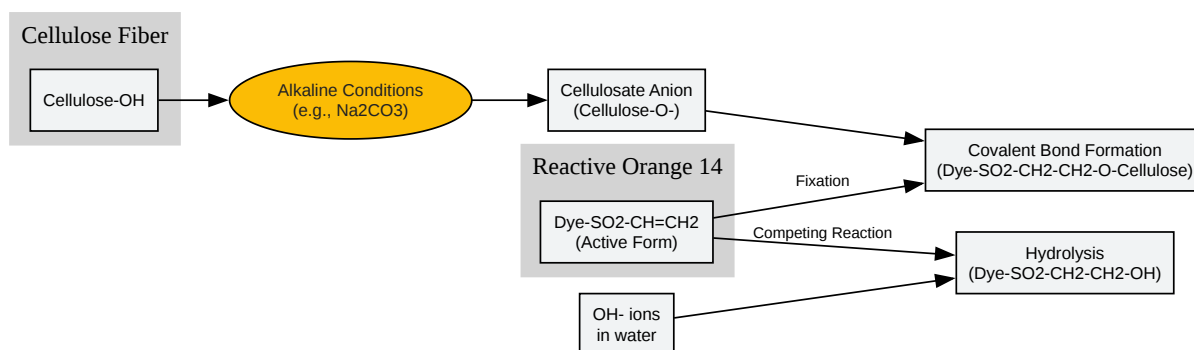 Cellulose Fiber
Cellulose-OH
Alkaline Conditions
(e.g., Na2CO3)
Cellulosate Anion
(Cellulose-O-)
Reactive Orange 14
Dye-SO2-CH=CH2
(Active Form)
Fixation
Competing Reaction
Covalent Bond Formation
(Dye-SO2-CH2-CH2-O-Cellulose)
Hydrolysis
(Dye-SO2-CH2-CH2-OH)
OH- ions
in water